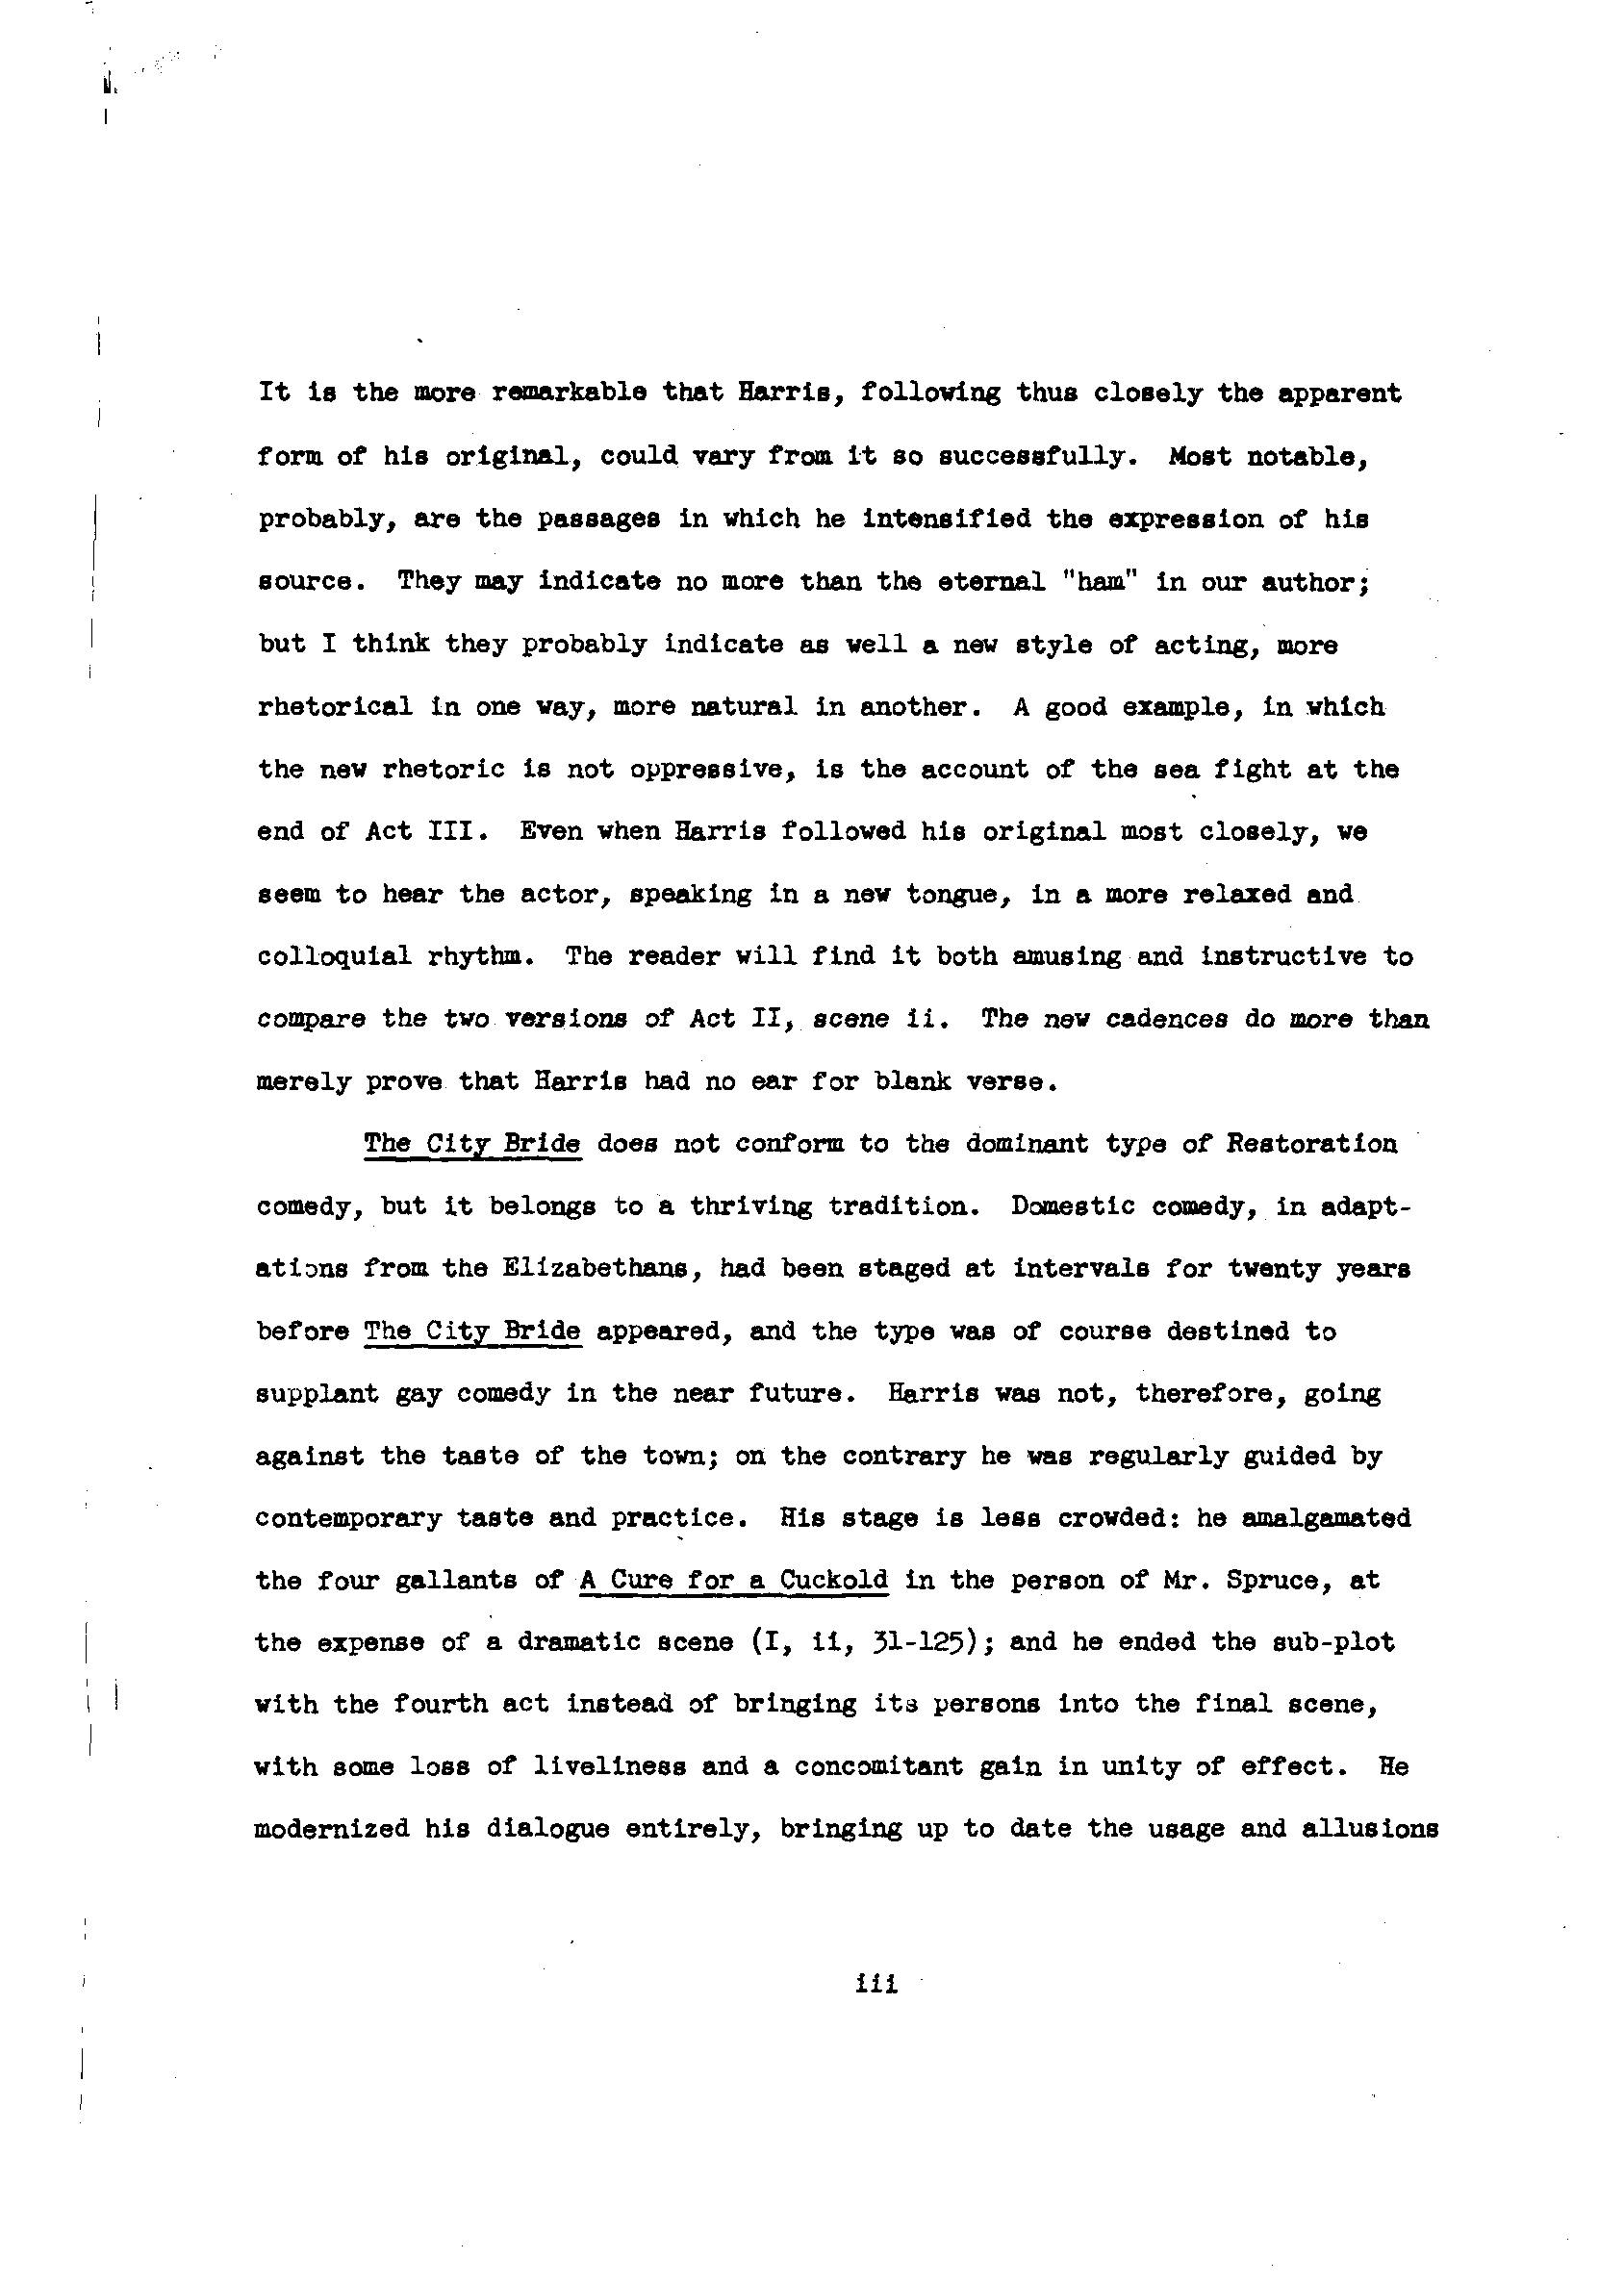 It is the more remarkable that Harris, following thus closely the apparent
form of his original, could vary from it so successfully. Most notable,
probably, are the passages in which he intensified the expression of his
source. They may indicate no more than the eternal "ham" in our author;
but I think they probably indicate as well a new style of acting, more
rhetorical in one way, more natural in another. A good example, in which
the new rhetoric is not oppressive, is the account of the sea fight at the
end of Act III. Even when Harris followed his original most closely, we
seem to hear the actor, speaking in a new tongue, in a more relaxed and
colloquial rhythm. The reader will find it both amusing and instructive to
compare the two versions of Act II, scene ii. The new cadences do more than
merely prove that Harris had no ear for blank verse.
The City Bride does not conform to the dominant type of Restoration
comedy, but it belongs to a thriving tradition. Domestic comedy, in adapt-
ations from the Elizabethans, had been staged at intervals for twenty years
before The City Bride appeared, and the type was of course destined to
supplant gay comedy in the near future. Harris was not, therefore, going
against the taste of the town; on the contrary he was regularly guided by
contemporary taste and practice. His stage is less crowded: he amalgamated
the four gallants of A Cure for a Cuckold in the person of Mr. Spruce, at
the expense of a dramatic scene (I, ii, 31-125); and he ended the sub-plot
with the fourth act instead of bringing its persons into the final scene,
with some loss of liveliness and a concomitant gain in unity of effect. He
modernized his dialogue entirely, bringing up to date the usage and allusions
iii